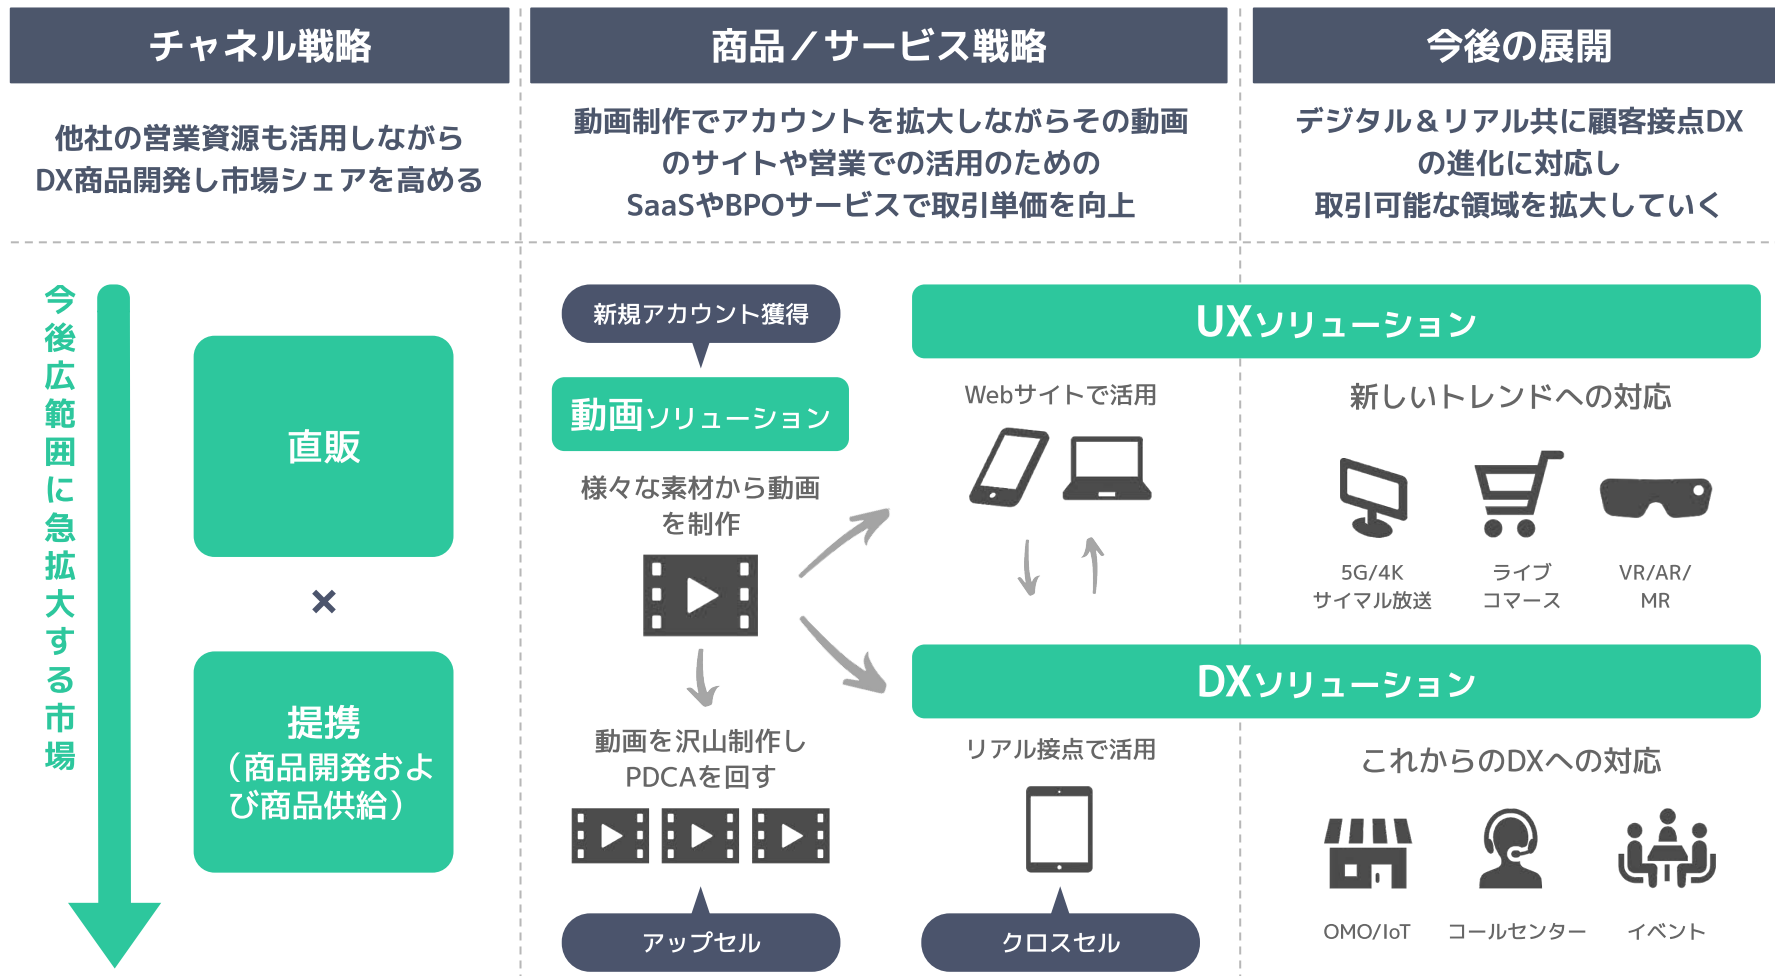 チャネル戦略
他社の営業資源も活用しながら
DX商品開発し市場シェアを高める
今後広範囲に急拡大する市場
直販
×
提携
（商品開発およ
び商品供給）
商品／サービス戦略
動画制作でアカウントを拡大しながらその動画
のサイトや営業での活用のための
SaaSやBPOサービスで取引単価を向上
新規アカウント獲得
動画ソリューション
様々な素材から動画
を制作
動画を沢山制作し
PDCAを回す
アップセル
UXソリューション
Webサイトで活用
DXソリューション
リアル接点で活用
クロスセル
今後の展開
デジタル＆リアル共に顧客接点DX
の進化に対応し
取引可能な領域を拡大していく
新しいトレンドへの対応
5G/4K
サイマル放送
ライブ
コマース
VR/AR/
MR
これからのDXへの対応
OMO/IoT
コールセンター
イベント